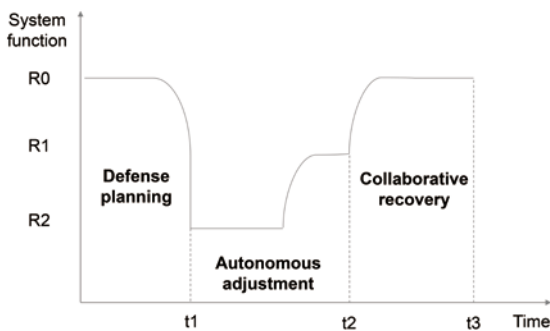 System
function
R0
R1
R2
Defense
planning
Autonomous
adjustment
Collaborative
recovery
t1
t2
t3
Time